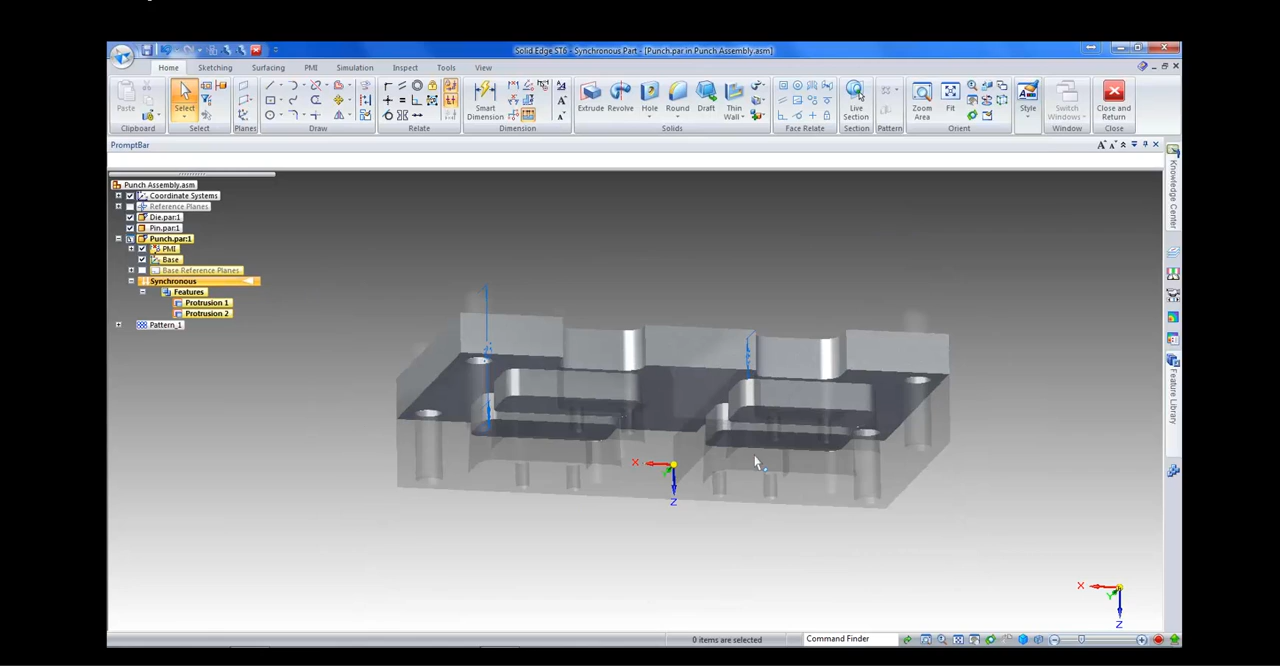 Solid Edge ST6 - Synchronous Part - [Punch.par in Punch Assembly.asm]
Home Sketching Surfacing PMI Simulation Inspect Tools View
Paste Select Smart Dimension Extrude Revolve Hole Round Draft Thin Wall Live Section Zoom Area Fit Style Switch Windows Close and Return
Clipboard Select Planes Draw Relate Dimension Solids Face Relate Section Pattern Orient Window Close
PromptBar
Punch Assembly.asm
Coordinate Systems
Reference Planes
Die.par:1
Pin.par:1
Punch.par:1
PMI
Base
Base Reference Planes
Synchronous
Features
Protrusion 1
Protrusion 2
Pattern_1
Knowledge Center
Feature Library
X
Z
X
Y
Z
0 items are selected
Command Finder